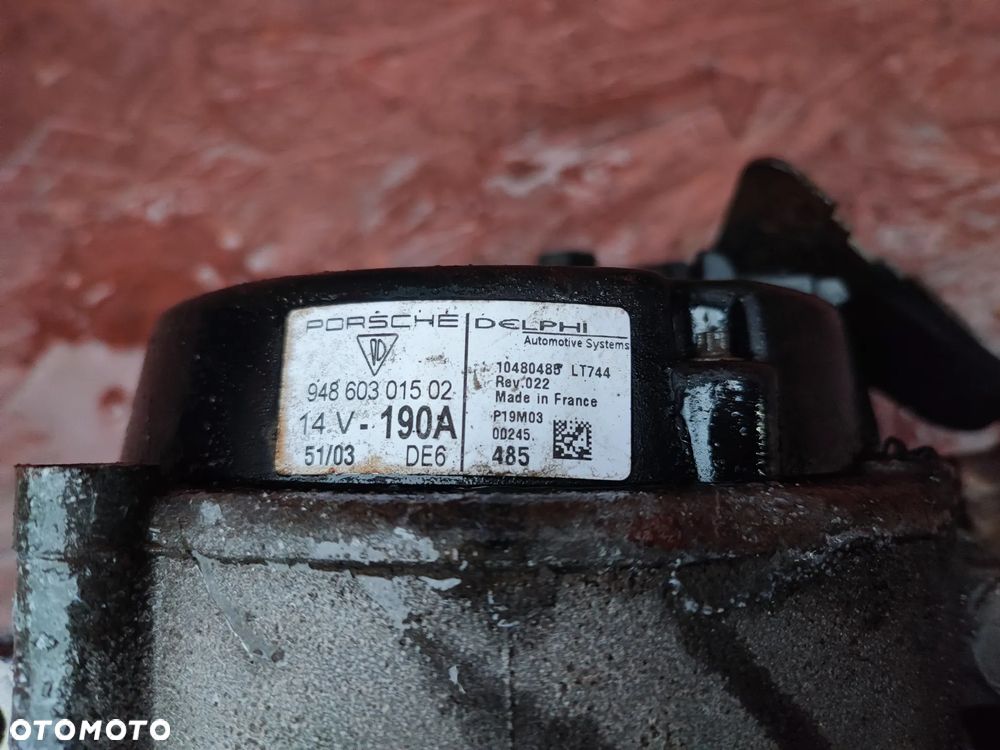 PORSCHE
948 603 015 02
14 V - 190A
51/03 DE6
DELPHI
Automotive Systems
10480485 LT744
Rev.022
Made in France
P19M03
00245
485
OTOMOTO